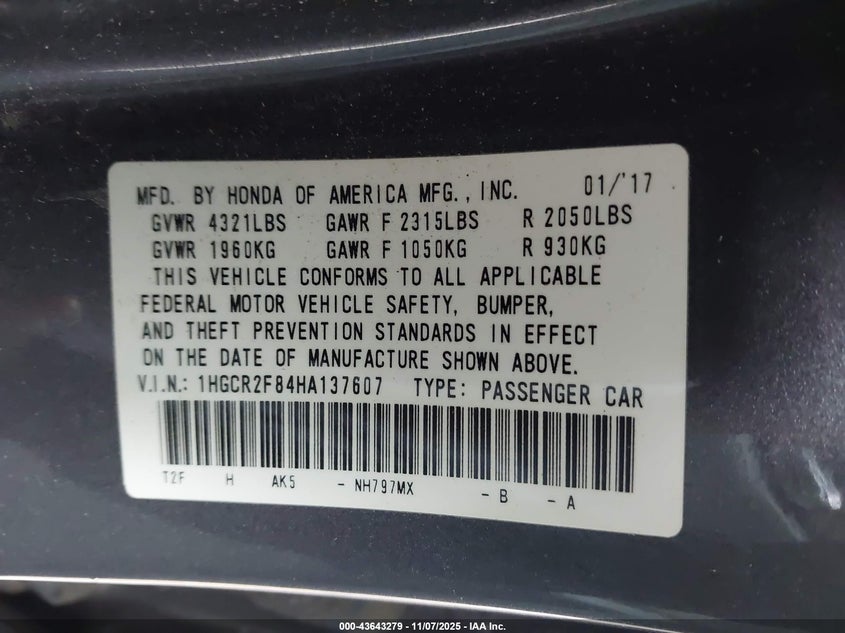 MFD. BY HONDA OF AMERICA MFG., INC. 01/'17
GVWR 4321LBS GAWR F 2315LBS R 2050LBS
GVWR 1960KG GAWR F 1050KG R 930KG
THIS VEHICLE CONFORMS TO ALL APPLICABLE
FEDERAL MOTOR VEHICLE SAFETY, BUMPER,
AND THEFT PREVENTION STANDARDS IN EFFECT
ON THE DATE OF MANUFACTURE SHOWN ABOVE.
V.I.N.: 1HGCR2F84HA137607 TYPE: PASSENGER CAR
T2F H AK5 - NH797MX - B - A
000-43643279 - 11/07/2025 - IAA Inc.